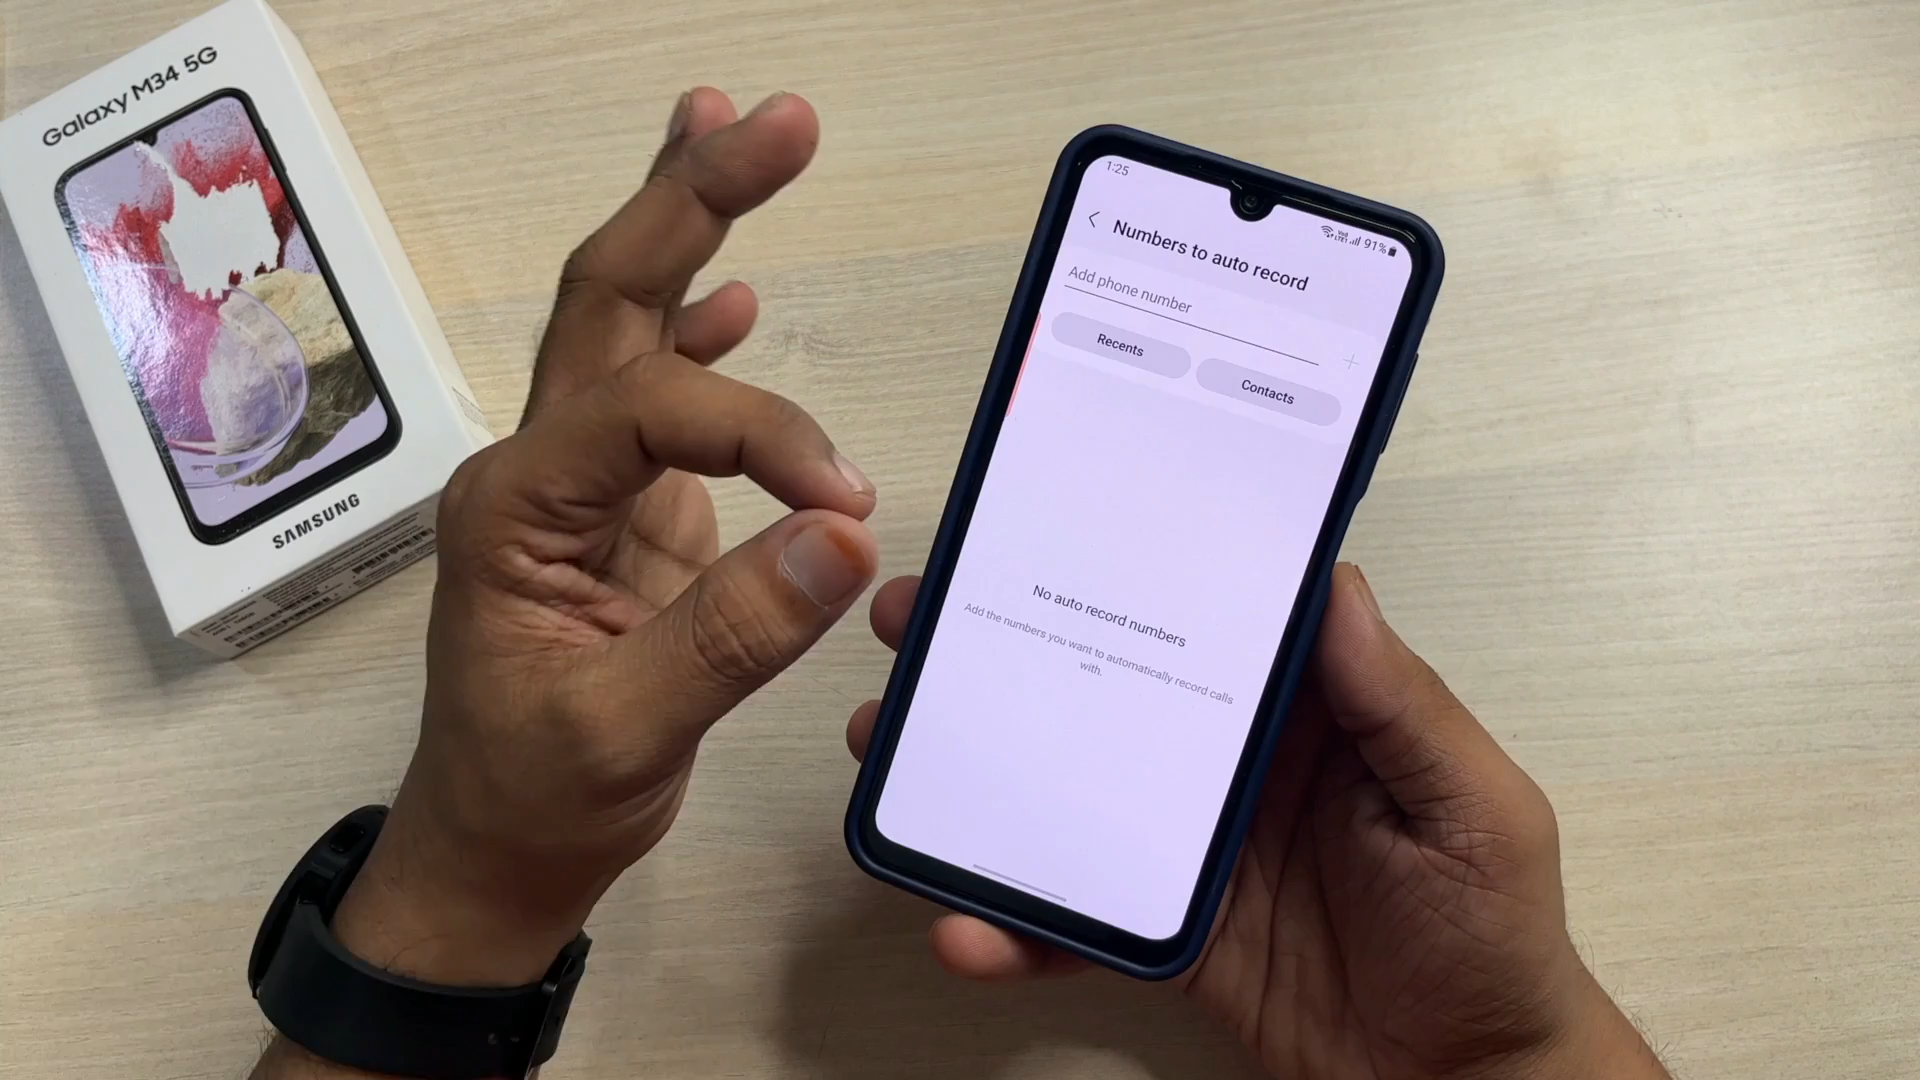 Galaxy M34 5G
SAMSUNG
1:25
91%
Numbers to auto record
Add phone number
Recents
Contacts
No auto record numbers
Add the numbers you want to automatically record calls
with.